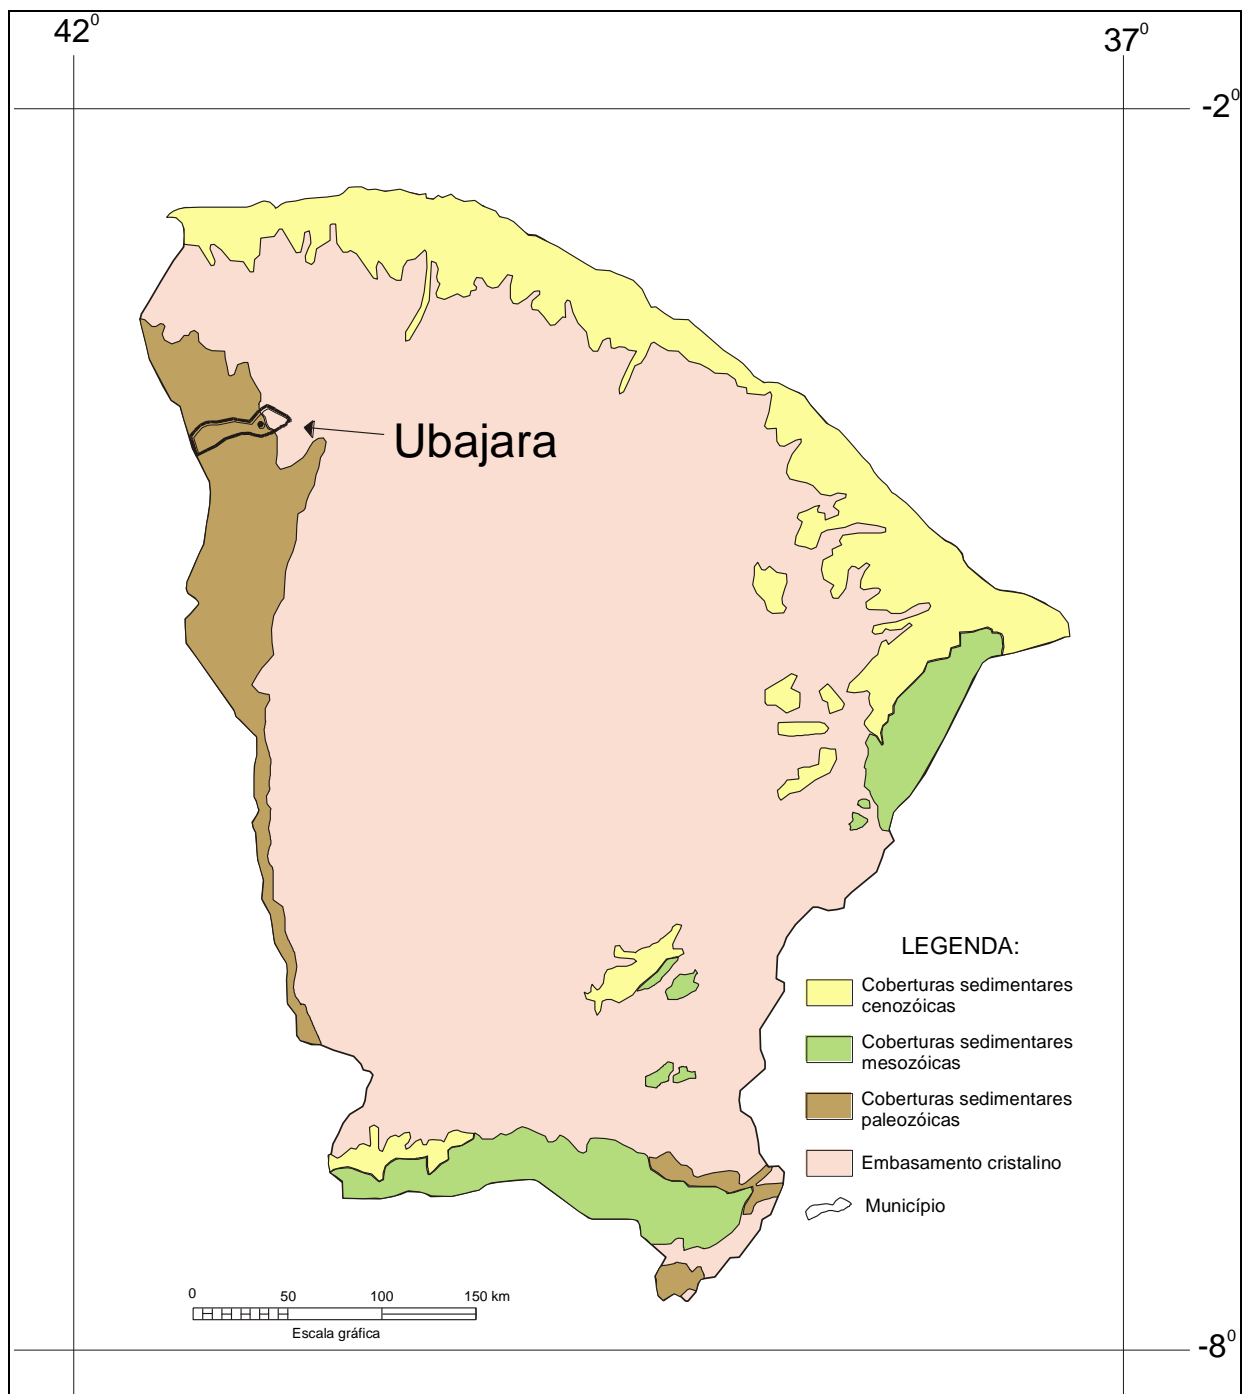 42⁰
37⁰
-2⁰
Ubajara
LEGENDA:
Coberturas sedimentares
cenozóicas
Coberturas sedimentares
mesozóicas
Coberturas sedimentares
paleozóicas
Embasamento cristalino
Município
0 50 100 150 km
Escala gráfica
-8⁰